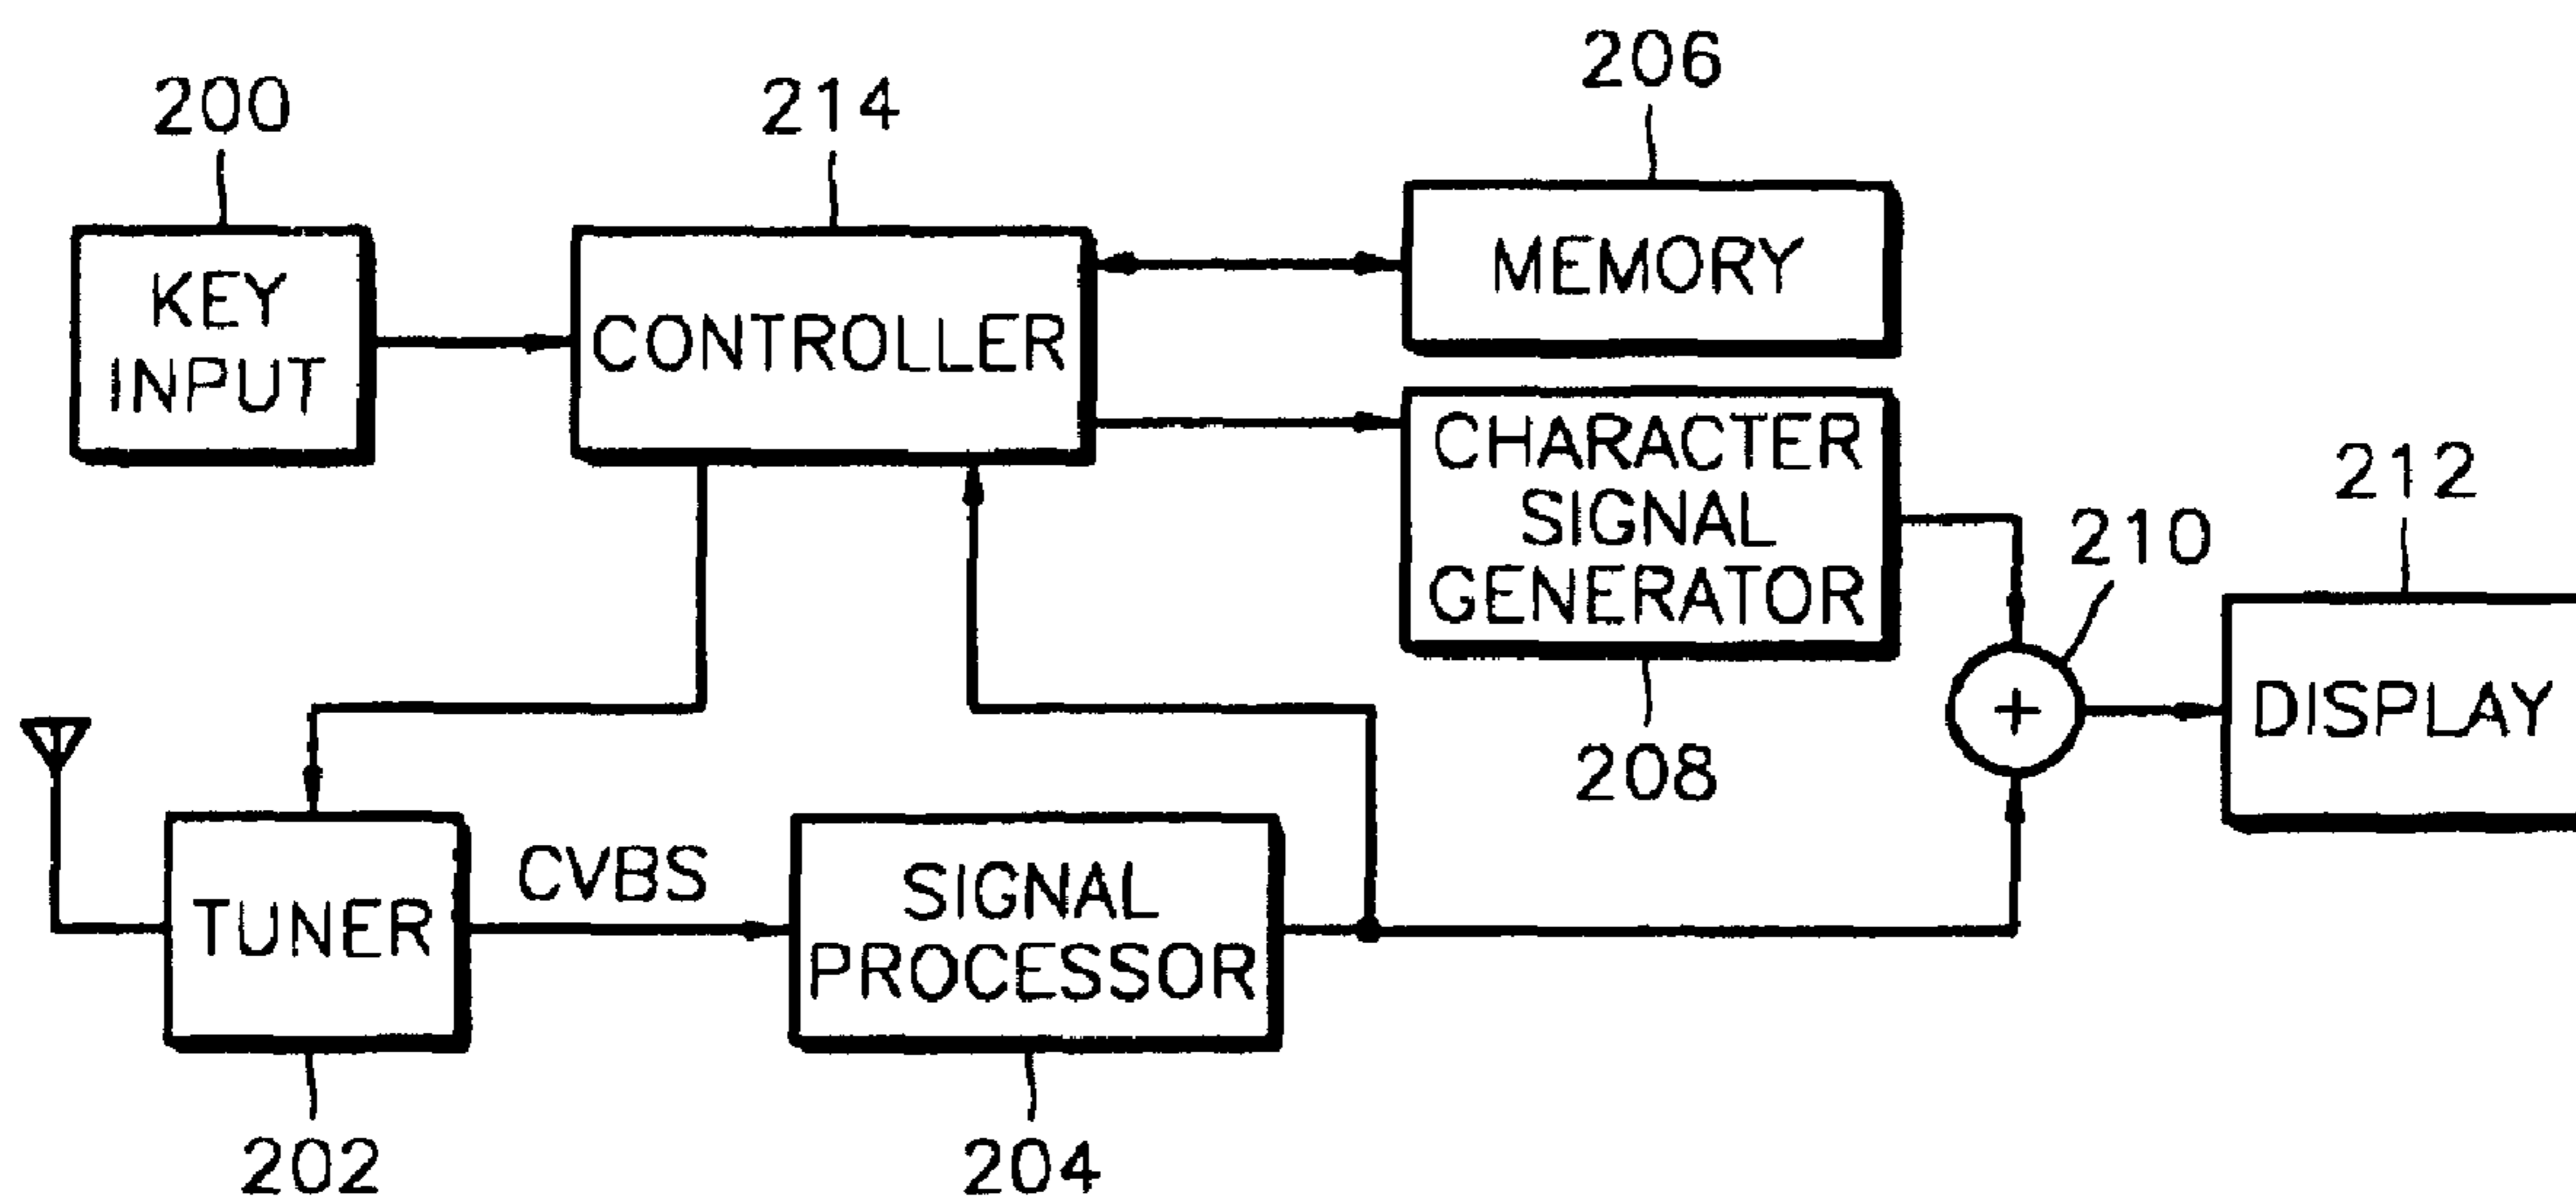 206
200
214
KEY
INPUT
CONTROLLER
MEMORY
CHARACTER
SIGNAL
GENERATOR
212
210
208
+
DISPLAY
CVBS
TUNER
SIGNAL
PROCESSOR
202
204